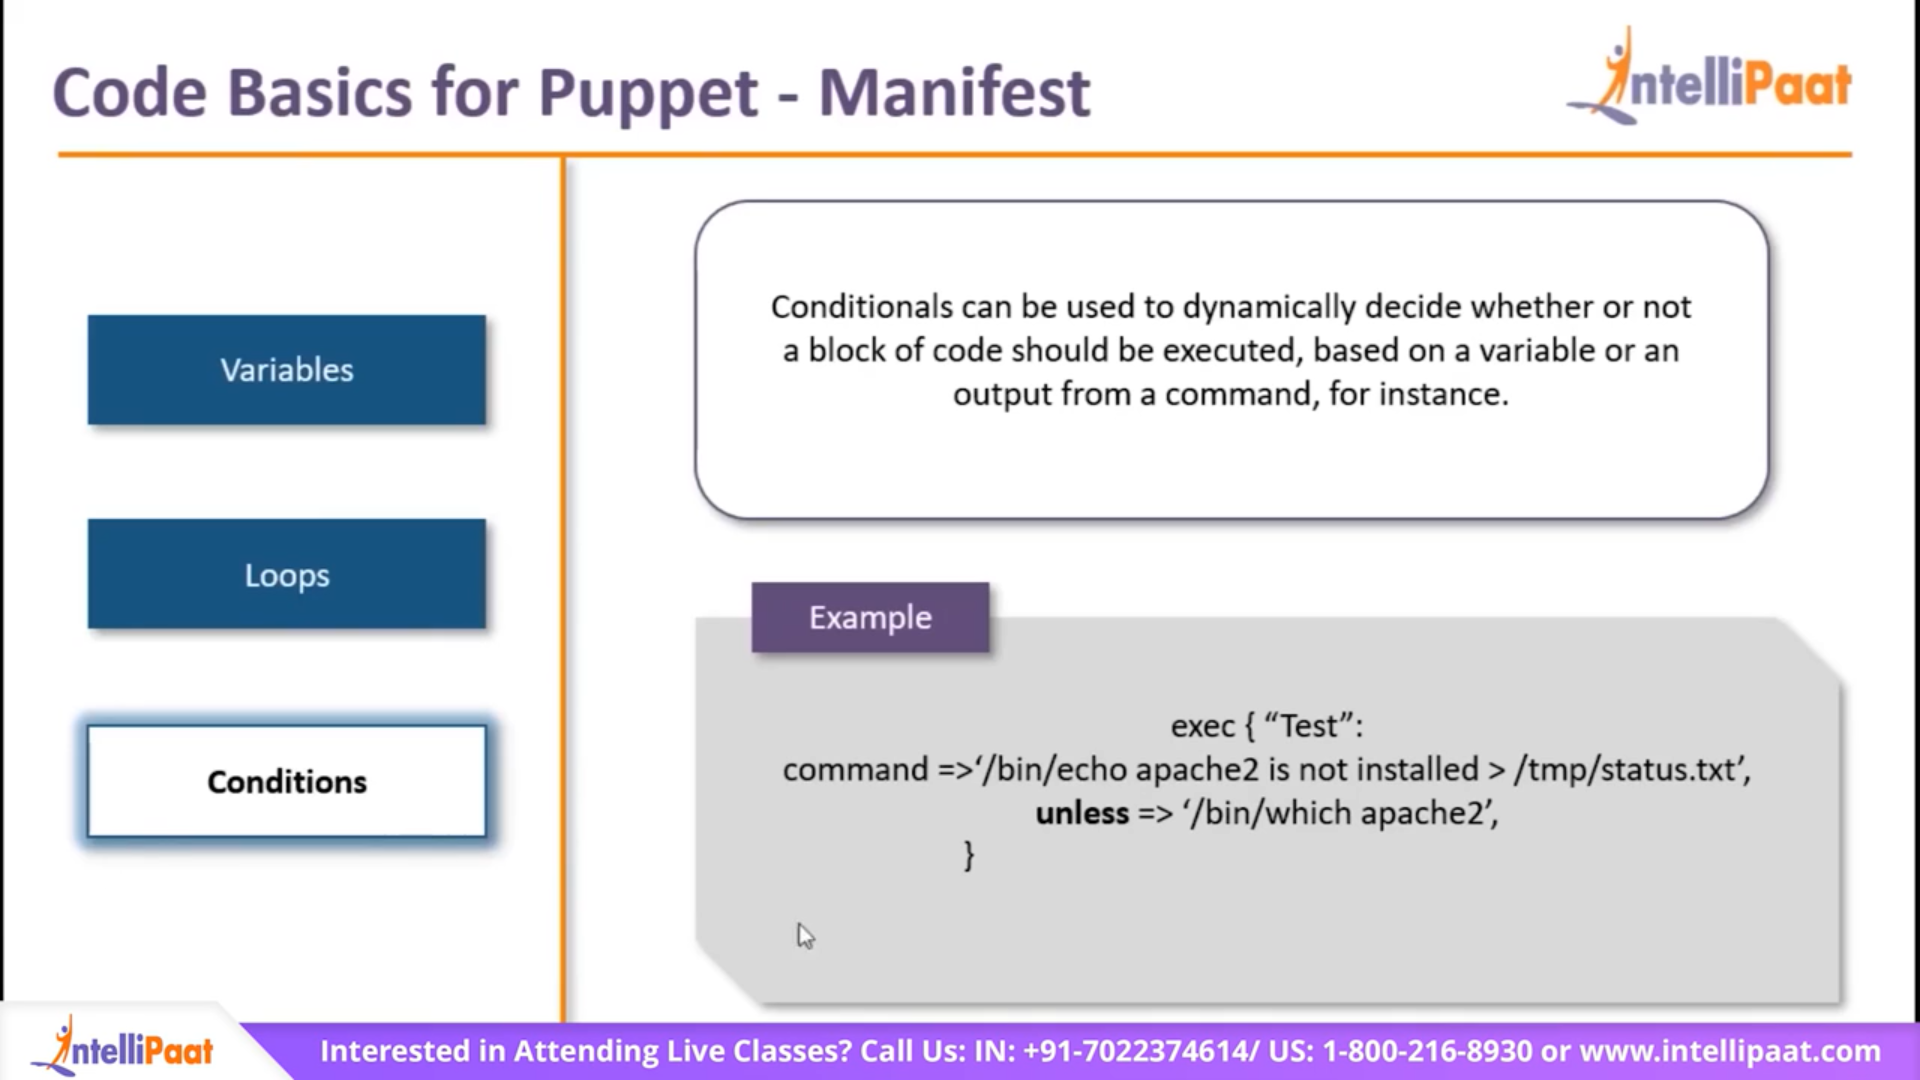 Code Basics for Puppet - Manifest
IntelliPaat
Variables
Loops
Conditions
Conditionals can be used to dynamically decide whether or not
a block of code should be executed, based on a variable or an
output from a command, for instance.
Example
exec { “Test”:
command =>‘/bin/echo apache2 is not installed > /tmp/status.txt’,
unless => ‘/bin/which apache2’,
}
IntelliPaat
Interested in Attending Live Classes? Call Us: IN: +91-7022374614/ US: 1-800-216-8930 or www.intellipaat.com